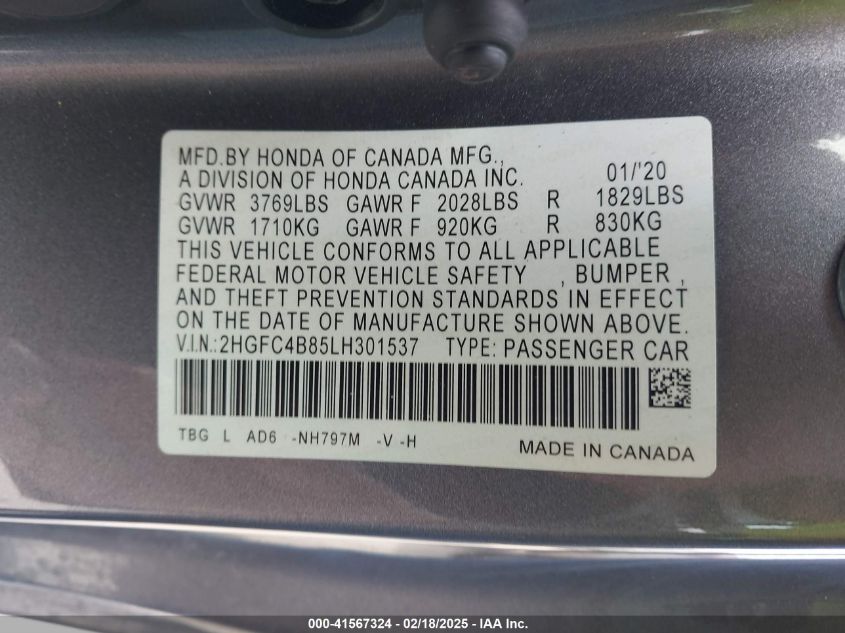 MFD.BY HONDA OF CANADA MFG.,
A DIVISION OF HONDA CANADA INC. 01/'20
GVWR 3769LBS GAWR F 2028LBS R 1829LBS
GVWR 1710KG GAWR F 920KG R 830KG
THIS VEHICLE CONFORMS TO ALL APPLICABLE
FEDERAL MOTOR VEHICLE SAFETY , BUMPER ,
AND THEFT PREVENTION STANDARDS IN EFFECT
ON THE DATE OF MANUFACTURE SHOWN ABOVE.
V.I.N.:2HGFC4B85LH301537 TYPE: PASSENGER CAR
TBG L AD6 -NH797M -V -H MADE IN CANADA
000-41567324 - 02/18/2025 - IAA Inc.